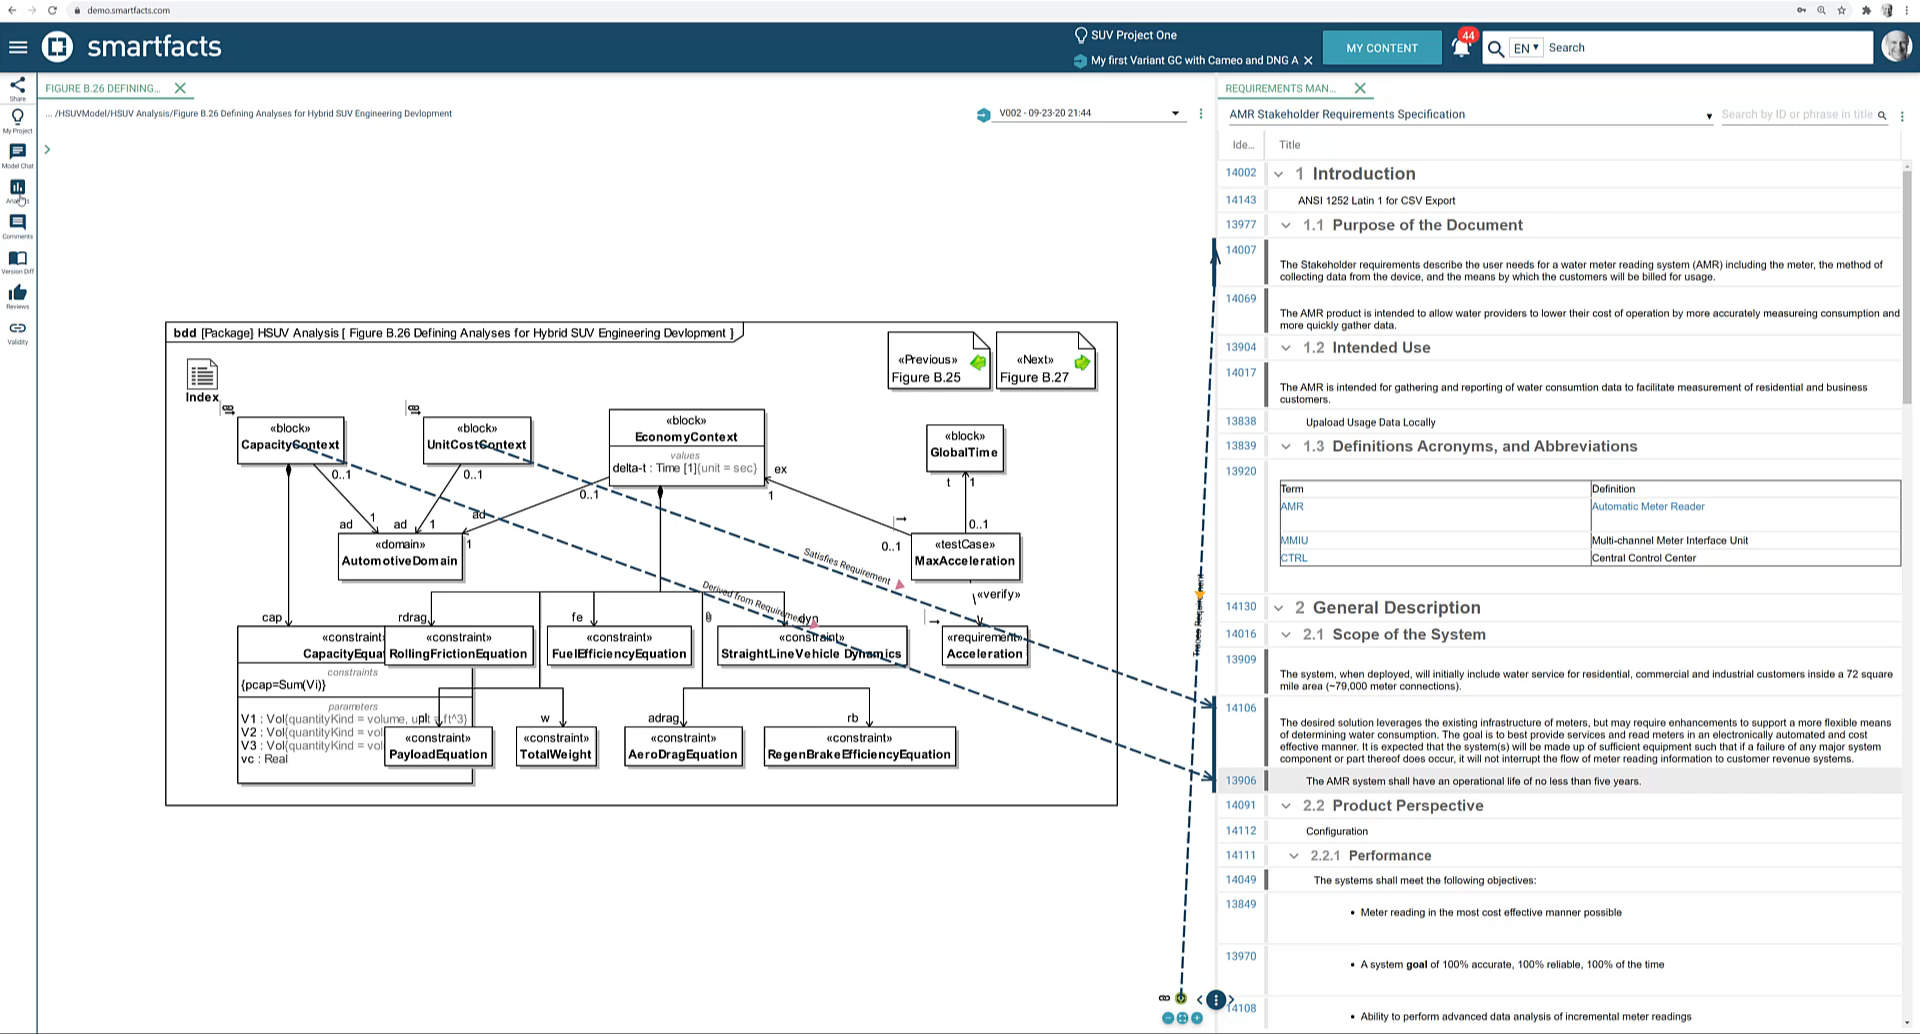 demo.smartfacts.com
smartfacts
SUV Project One
My first Variant GC with Cameo and DNG A
MY CONTENT
44
EN
Search
Share
My Project
Model Chat
Analysis
Comments
Version Diff
Reviews
Validity
FIGURE B.26 DEFINING...
... /HSUVModel/HSUV Analysis/Figure B.26 Defining Analyses for Hybrid SUV Engineering Devlopment
V002 - 09-23-20 21:44
bdd [Package] HSUV Analysis [ Figure B.26 Defining Analyses for Hybrid SUV Engineering Devlopment ]
Index
«Previous»
Figure B.25
«Next»
Figure B.27
«block»
CapacityContext
«block»
UnitCostContext
«block»
EconomyContext
values
delta-t : Time [1]{unit = sec}
«block»
GlobalTime
0..1
0..1
0..1
ex
1
t
1
ad
1
ad
1
ad
1
0..1
0..1
«domain»
AutomotiveDomain
«testCase»
MaxAcceleration
Satisfies Requirement
Derived from Requirement
Traces Requirement
«verify»
cap
rdrag
fe
dyn
«constraint
CapacityEquat
constraints
{pcap=Sum(Vi)}
parameters
V1 : Vol{quantityKind = volume, unit = ft^3}
V2 : Vol{quantityKind = vol
V3 : Vol{quantityKind = vol
vc : Real
«constraint»
RollingFrictionEquation
«constraint»
FuelEfficiencyEquation
«constraint»
StraightLineVehicle Dynamics
«requirement»
Acceleration
pl
w
adrag
rb
«constraint»
PayloadEquation
«constraint»
TotalWeight
«constraint»
AeroDragEquation
«constraint»
RegenBrakeEfficiencyEquation
REQUIREMENTS MAN...
AMR Stakeholder Requirements Specification
Search by ID or phrase in title
Ide... Title
14002 1 Introduction
14143 ANSI 1252 Latin 1 for CSV Export
13977 1.1 Purpose of the Document
14007
The Stakeholder requirements describe the user needs for a water meter reading system (AMR) including the meter, the method of
collecting data from the device, and the means by which the customers will be billed for usage.
14069
The AMR product is intended to allow water providers to lower their cost of operation by more accurately measureing consumption and
more quickly gather data.
13904 1.2 Intended Use
14017
The AMR is intended for gathering and reporting of water consumtion data to facilitate measurement of residential and business
customers.
13838 Upaload Usage Data Locally
13839 1.3 Definitions Acronyms, and Abbreviations
13920
Term Definition
AMR Automatic Meter Reader
MMIU Multi-channel Meter Interface Unit
CTRL Central Control Center
14130 2 General Description
14016 2.1 Scope of the System
13909
The system, when deployed, will initially include water service for residential, commercial and industrial customers inside a 72 square
mile area (~79,000 meter connections).
14106
The desired solution leverages the existing infrastructure of meters, but may require enhancements to support a more flexible means
of determining water consumption. The goal is to best provide services and read meters in an electronically automated and cost
effective manner. It is expected that the system(s) will be made up of sufficient equipment such that if a failure of any major system
component or part thereof does occur, it will not interrupt the flow of meter reading information to customer revenue systems.
13906 The AMR system shall have an operational life of no less than five years.
14091 2.2 Product Perspective
14112 Configuration
14111 2.2.1 Performance
14049 The systems shall meet the following objectives:
13849
• Meter reading in the most cost effective manner possible
13970
• A system goal of 100% accurate, 100% reliable, 100% of the time
14108
• Ability to perform advanced data analysis of incremental meter readings